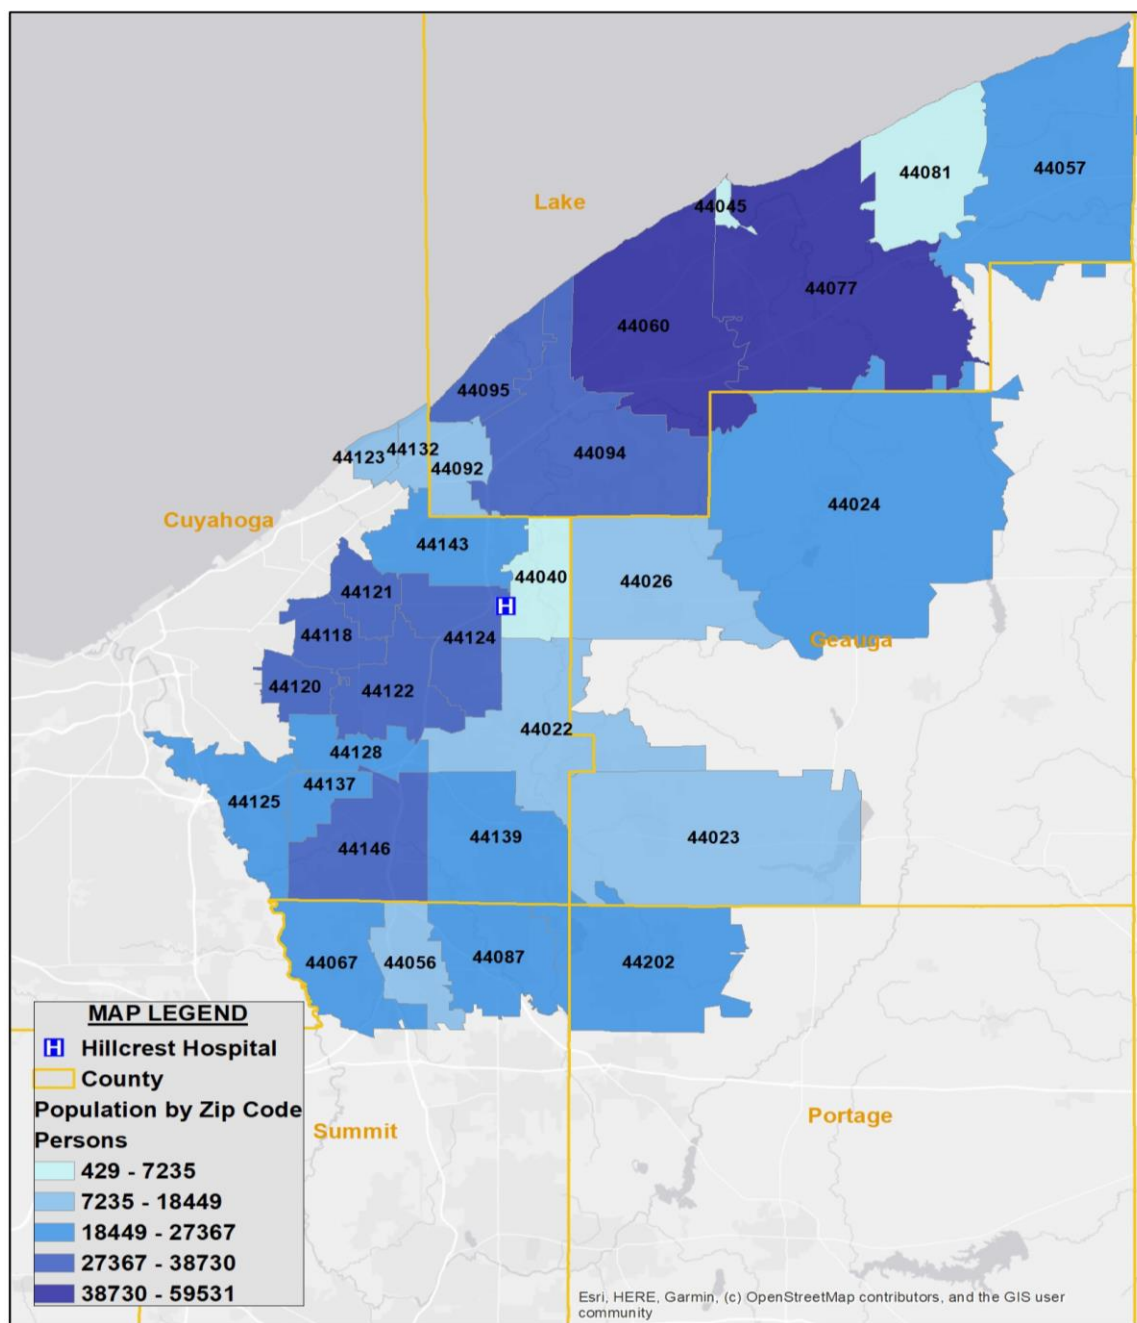 44057
44081
Lake
44045
44077
44060
44095
44132
44123
44092
44094
44024
Cuyahoga
44143
44040
44026
44121
H
44118
44124
Geauga
44120
44122
44022
44128
44137
44125
44139
44023
44146
44067
44056
44087
44202
MAP LEGEND
H Hillcrest Hospital
County
Population by Zip Code
Persons
429 - 7235
7235 - 18449
18449 - 27367
27367 - 38730
38730 - 59531
Summit
Portage
Esri, HERE, Garmin, (c) OpenStreetMap contributors, and the GIS user
community